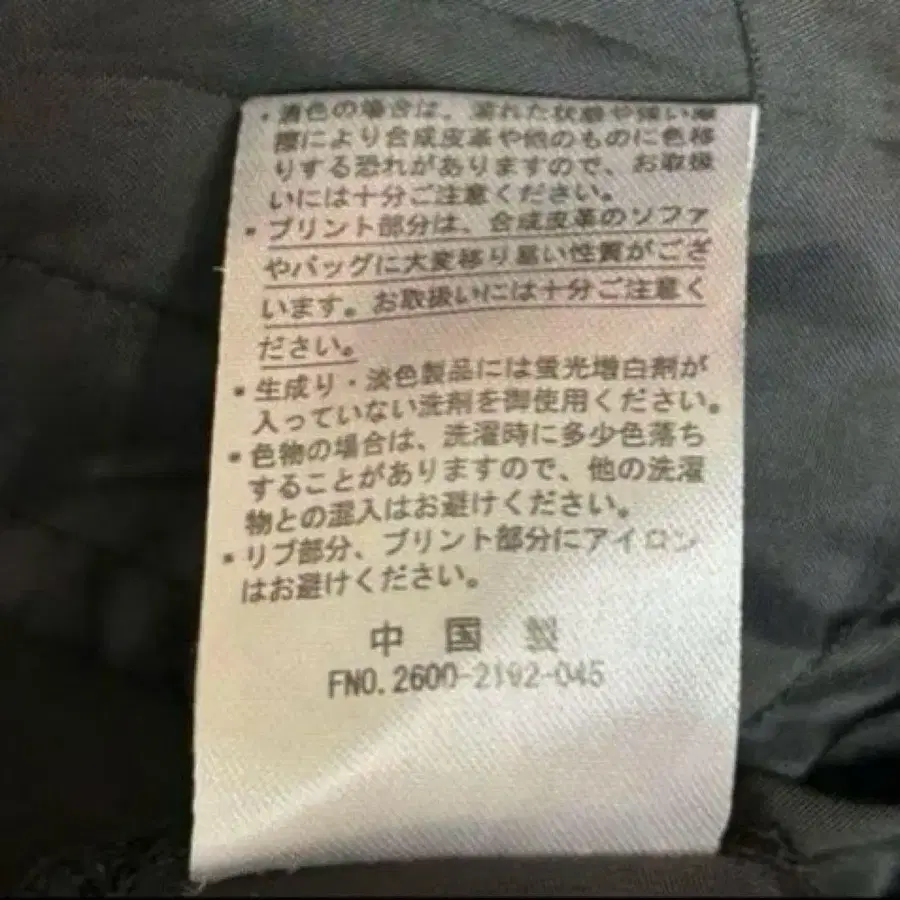 ・濃色の場合は、濡れた状態や強い摩
擦により合成皮革や他のものに色移
りする恐れがありますので、お取扱
いには十分ご注意ください。
・プリント部分は、合成皮革のソファ
やバッグに大変移り易い性質がござ
います。お取扱いには十分ご注意く
ださい。
・生成り・淡色製品には蛍光増白剤が
入っていない洗剤を御使用ください。
・色物の場合は、洗濯時に多少色落ち
することがありますので、他の洗濯
物との混入はお避けください。
・リブ部分、プリント部分にアイロン
はお避けください。
中 国 製
FNO.2600-2192-045